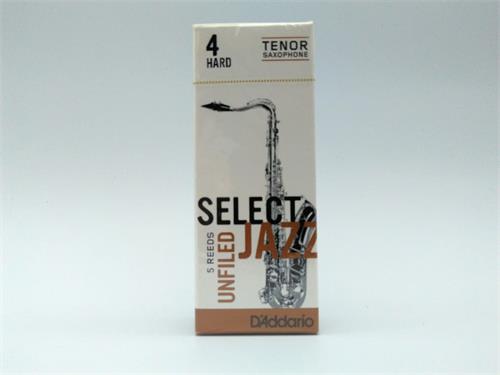 4
HARD
TENOR
SAXOPHONE
SELECT
JAZZ
5 REEDS
UNFILED
D'Addario